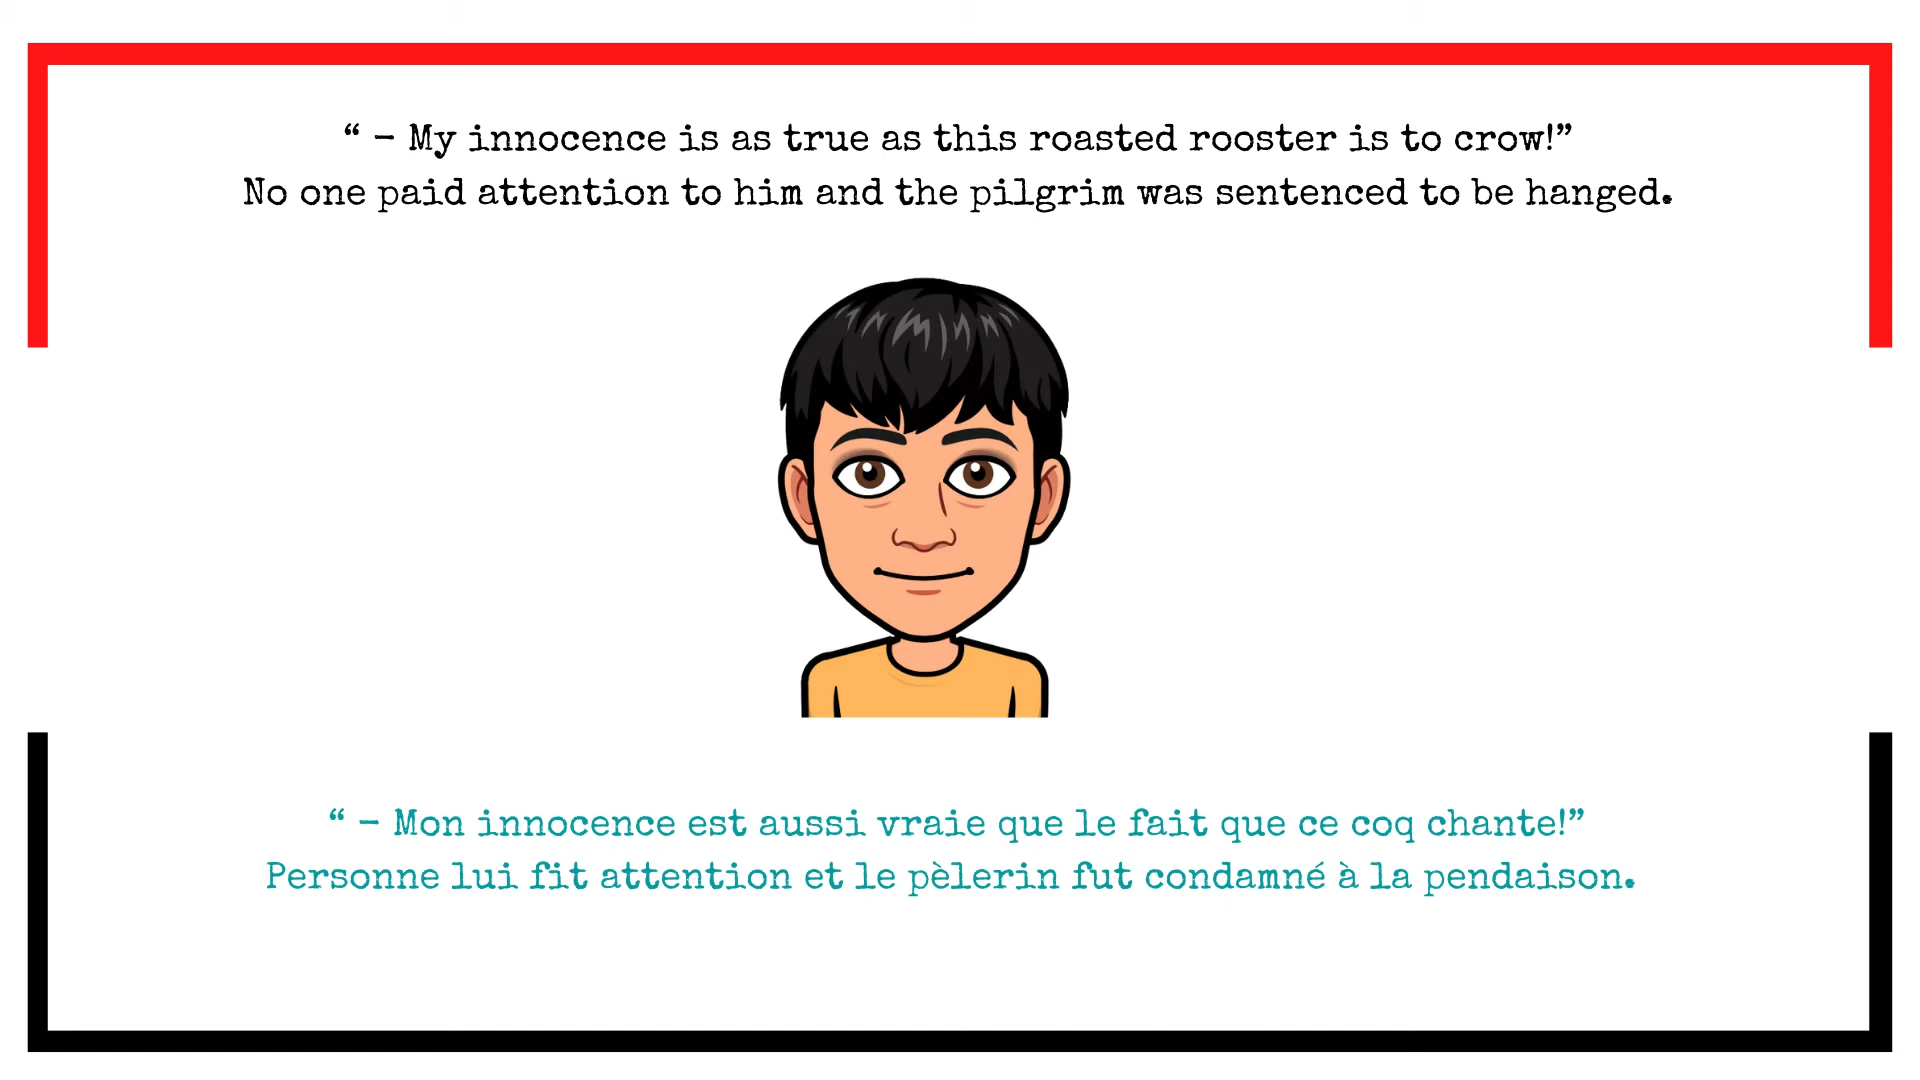 “ – My innocence is as true as this roasted rooster is to crow!”
No one paid attention to him and the pilgrim was sentenced to be hanged.
“ – Mon innocence est aussi vraie que le fait que ce coq chante!”
Personne lui fit attention et le pèlerin fut condamné à la pendaison.